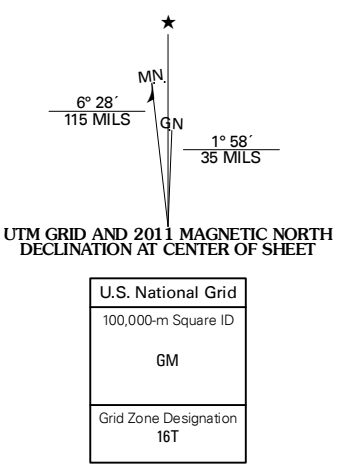 ★
M.N.
6° 28´
115 MILS
GN
1° 58´
35 MILS
UTM GRID AND 2011 MAGNETIC NORTH
DECLINATION AT CENTER OF SHEET
U.S. National Grid
100,000-m Square ID
GM
Grid Zone Designation
16T